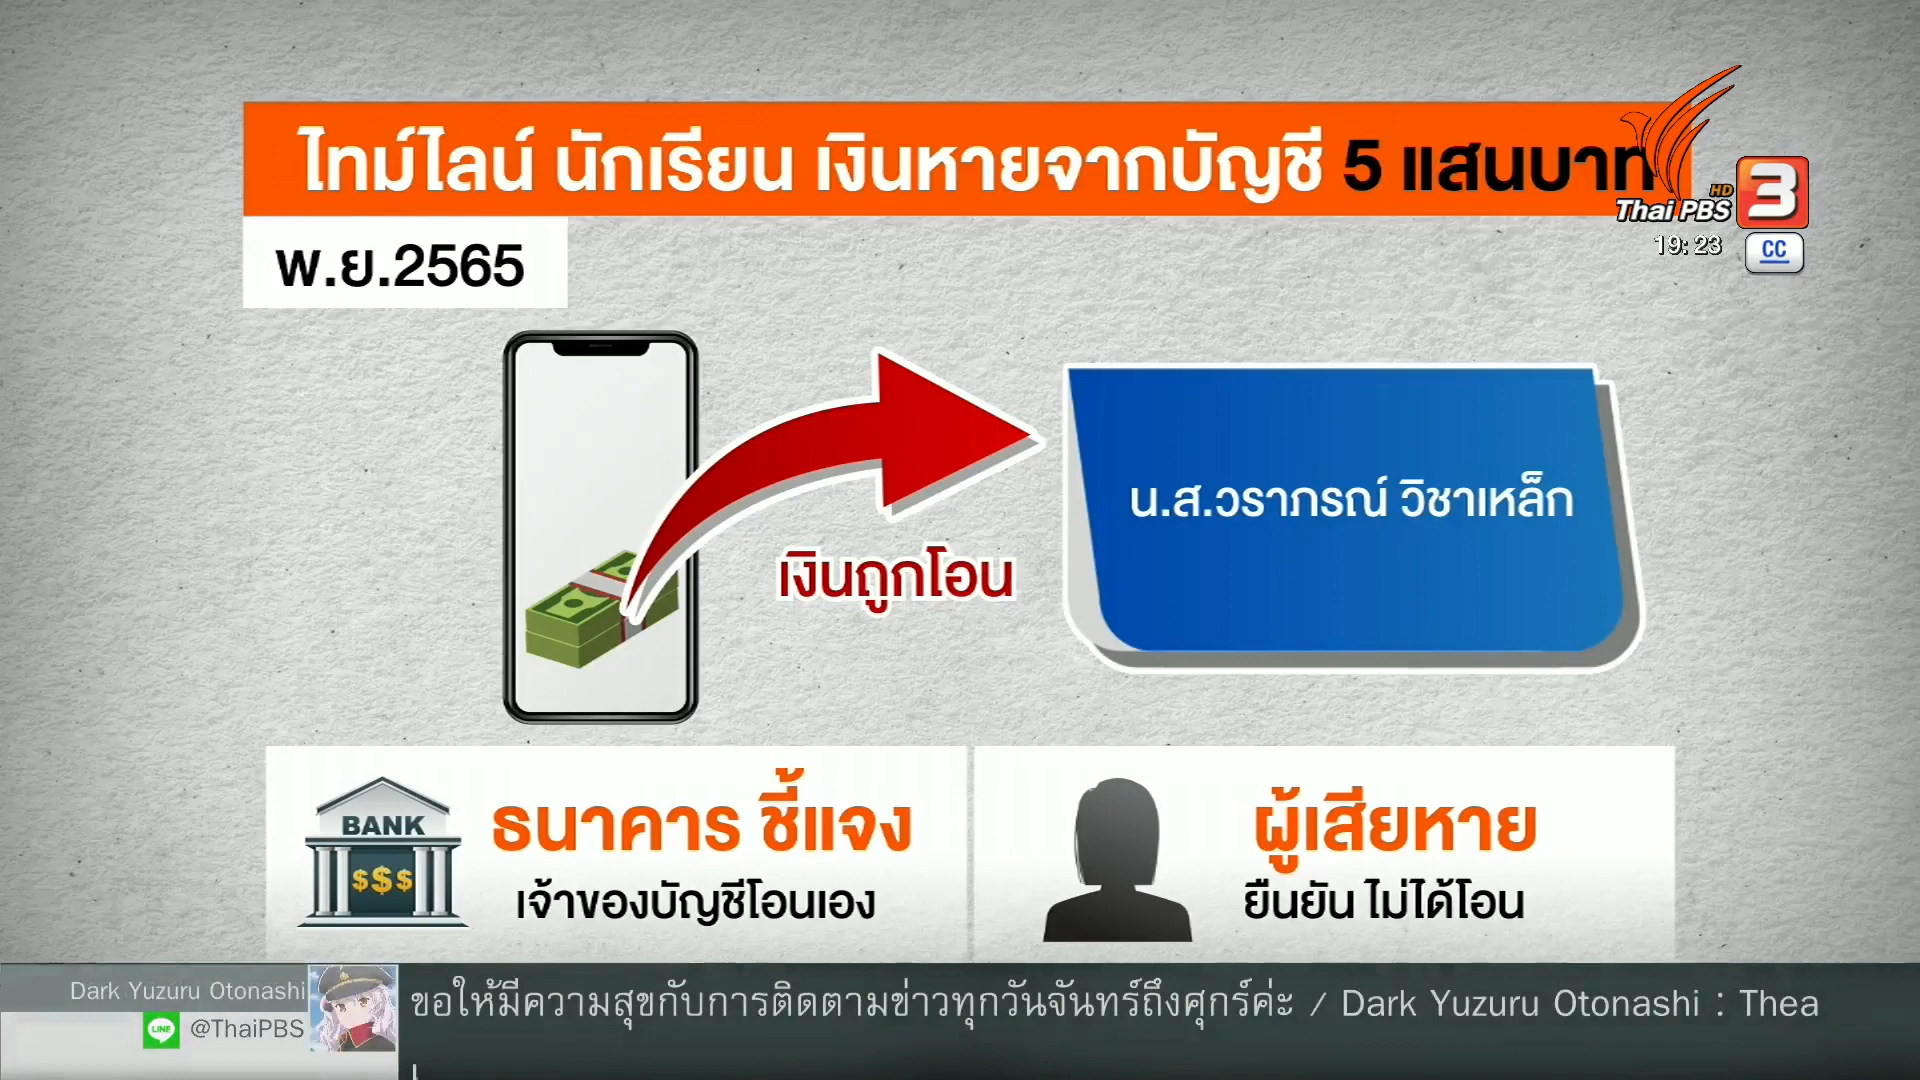 ไทม์ไลน์ นักเรียน เงินหายจากบัญชี 5 แสนบาท
HD
Thai PBS
3
19:23
CC
พ.ย.2565
น.ส.วราภรณ์ วิชาเหล็ก
เงินถูกโอน
BANK
$$$
ธนาคาร ชี้แจง
เจ้าของบัญชีโอนเอง
ผู้เสียหาย
ยืนยัน ไม่ได้โอน
Dark Yuzuru Otonashi
LINE @ThaiPBS
ขอให้มีความสุขกับการติดตามข่าวทุกวันจันทร์ถึงศุกร์ค่ะ / Dark Yuzuru Otonashi : Thea